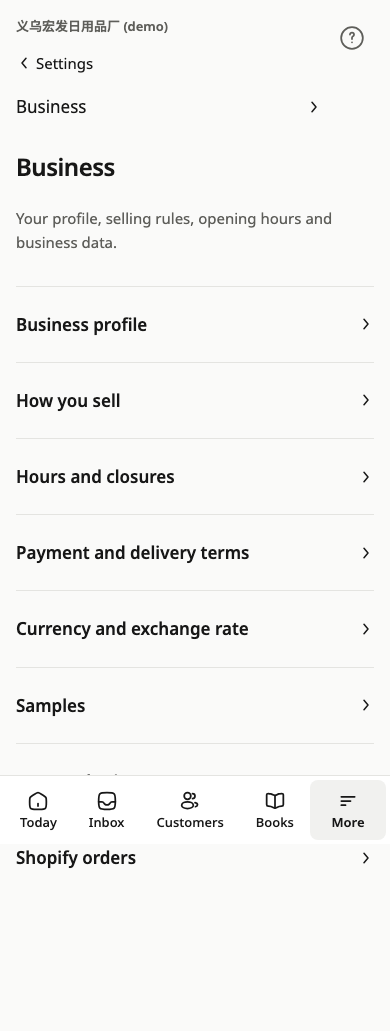 义乌宏发日用品厂 (demo)
Settings
Business
Business
Your profile, selling rules, opening hours and
business data.
Business profile
How you sell
Hours and closures
Payment and delivery terms
Currency and exchange rate
Samples
Today
Inbox
Customers
Books
More
Shopify orders